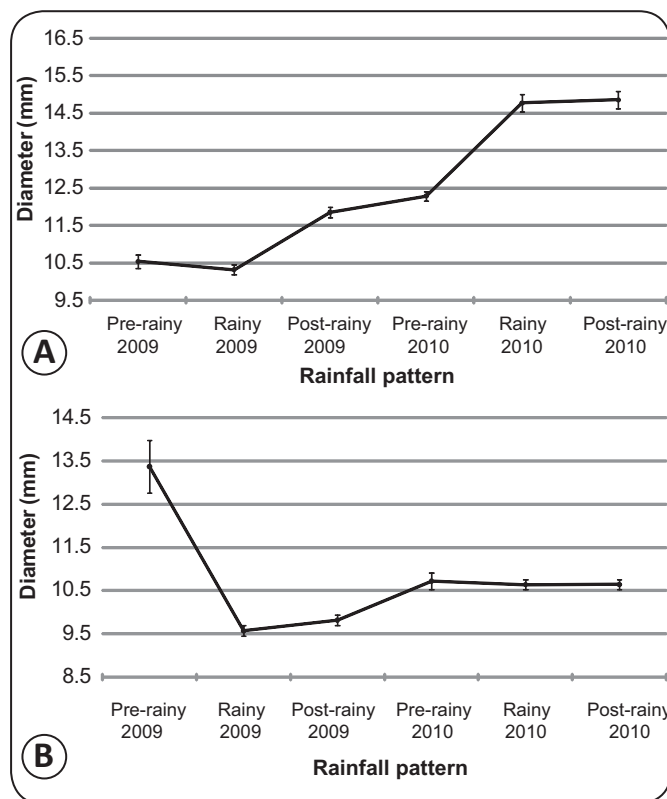 16.5
15.5
14.5
13.5
12.5
11.5
10.5
9.5
Diameter (mm)
Pre-rainy Rainy Post-rainy Pre-rainy Rainy Post-rainy
2009 2009 2009 2010 2010 2010
A
Rainfall pattern
14.5
13.5
12.5
11.5
10.5
9.5
8.5
Diameter (mm)
Pre-rainy Rainy Post-rainy Pre-rainy Rainy Post-rainy
2009 2009 2009 2010 2010 2010
B
Rainfall pattern